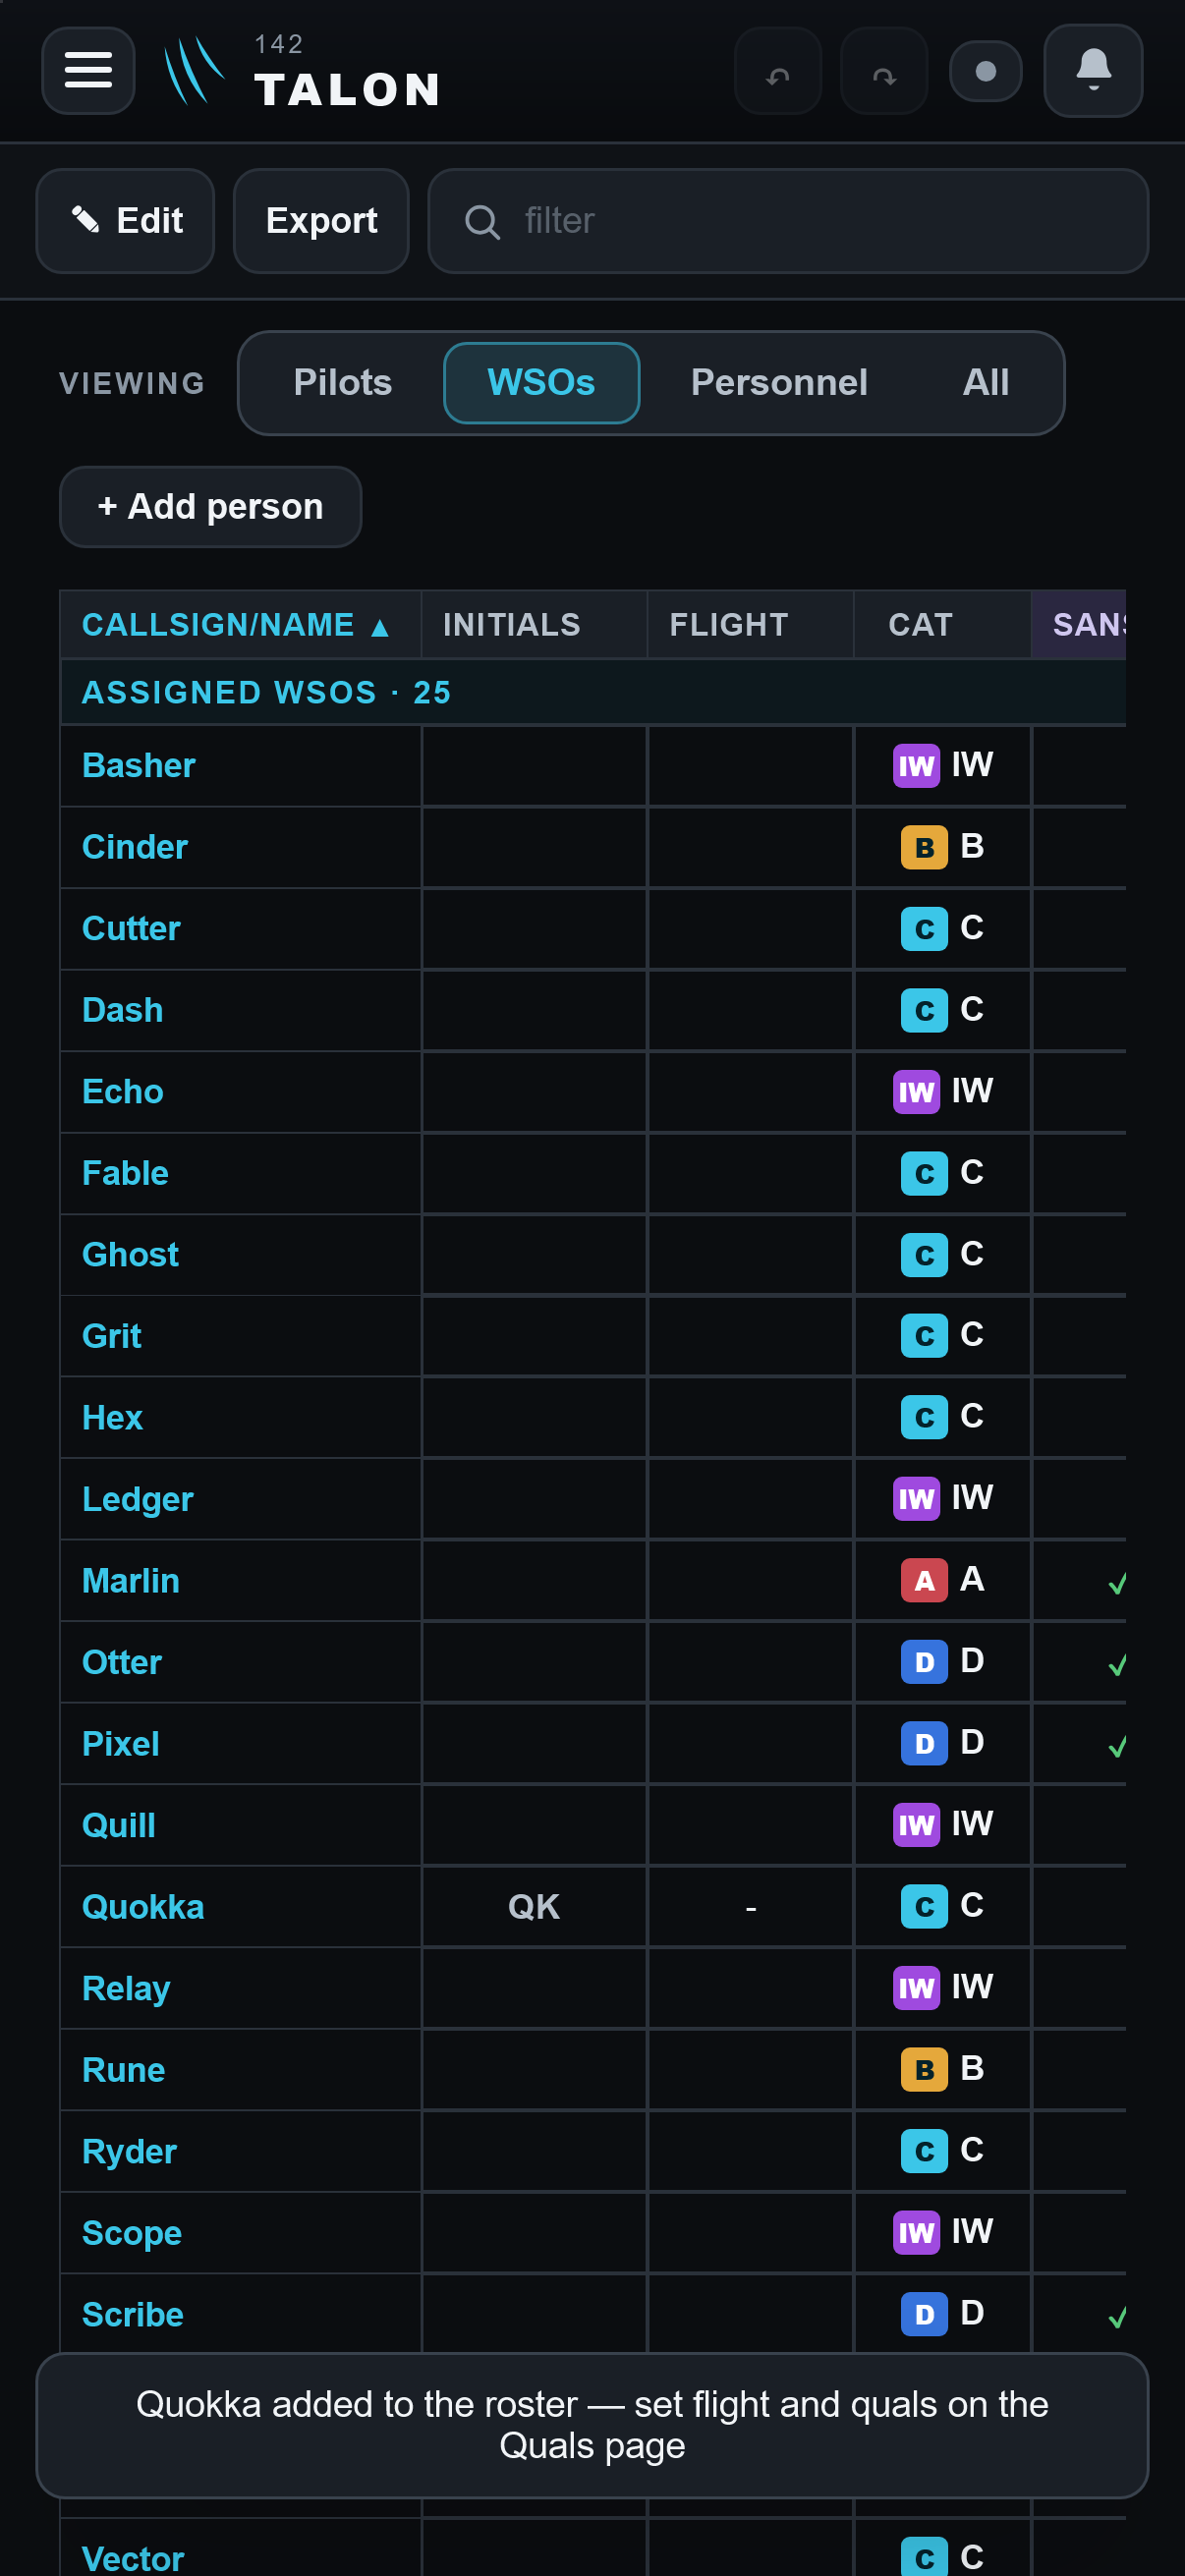 142
TALON
Edit Export filter
VIEWING Pilots WSOs Personnel All
+ Add person
CALLSIGN/NAME ▲ INITIALS FLIGHT CAT
ASSIGNED WSOS · 25
Basher IW IW
Cinder B B
Cutter C C
Dash C C
Echo IW IW
Fable C C
Ghost C C
Grit C C
Hex C C
Ledger IW IW
Marlin A A ✓
Otter D D ✓
Pixel D D ✓
Quill IW IW
Quokka QK - C C
Relay IW IW
Rune B B
Ryder C C
Scope IW IW
Scribe D D ✓
Quokka added to the roster — set flight and quals on the
Quals page
Vector C C